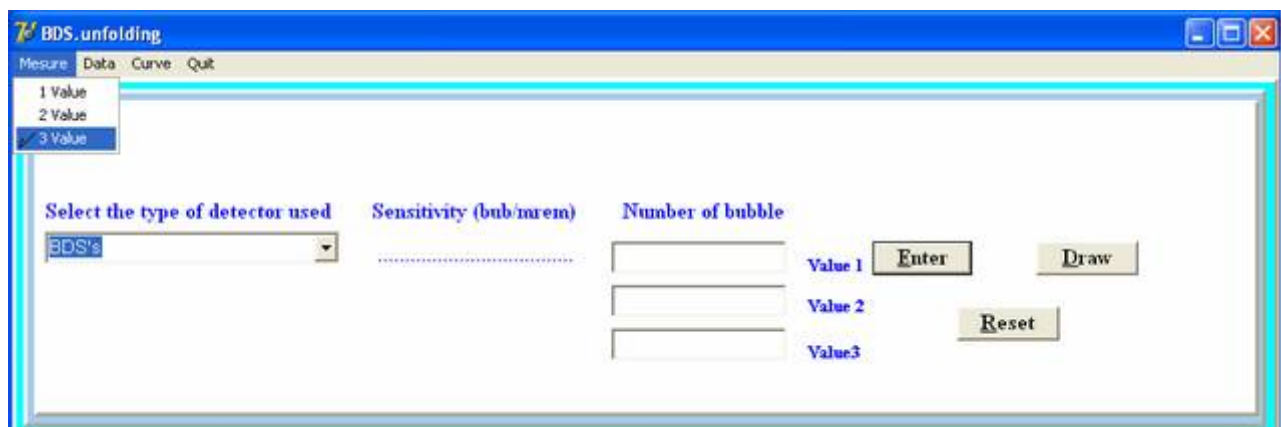 BDS.unfolding
Mesure Data Curve Quit
1 Value
2 Value
3 Value
Select the type of detector used Sensitivity (bub/mrem) Number of bubble
BDS's
Value 1 Enter Draw
Value 2
Reset
Value3